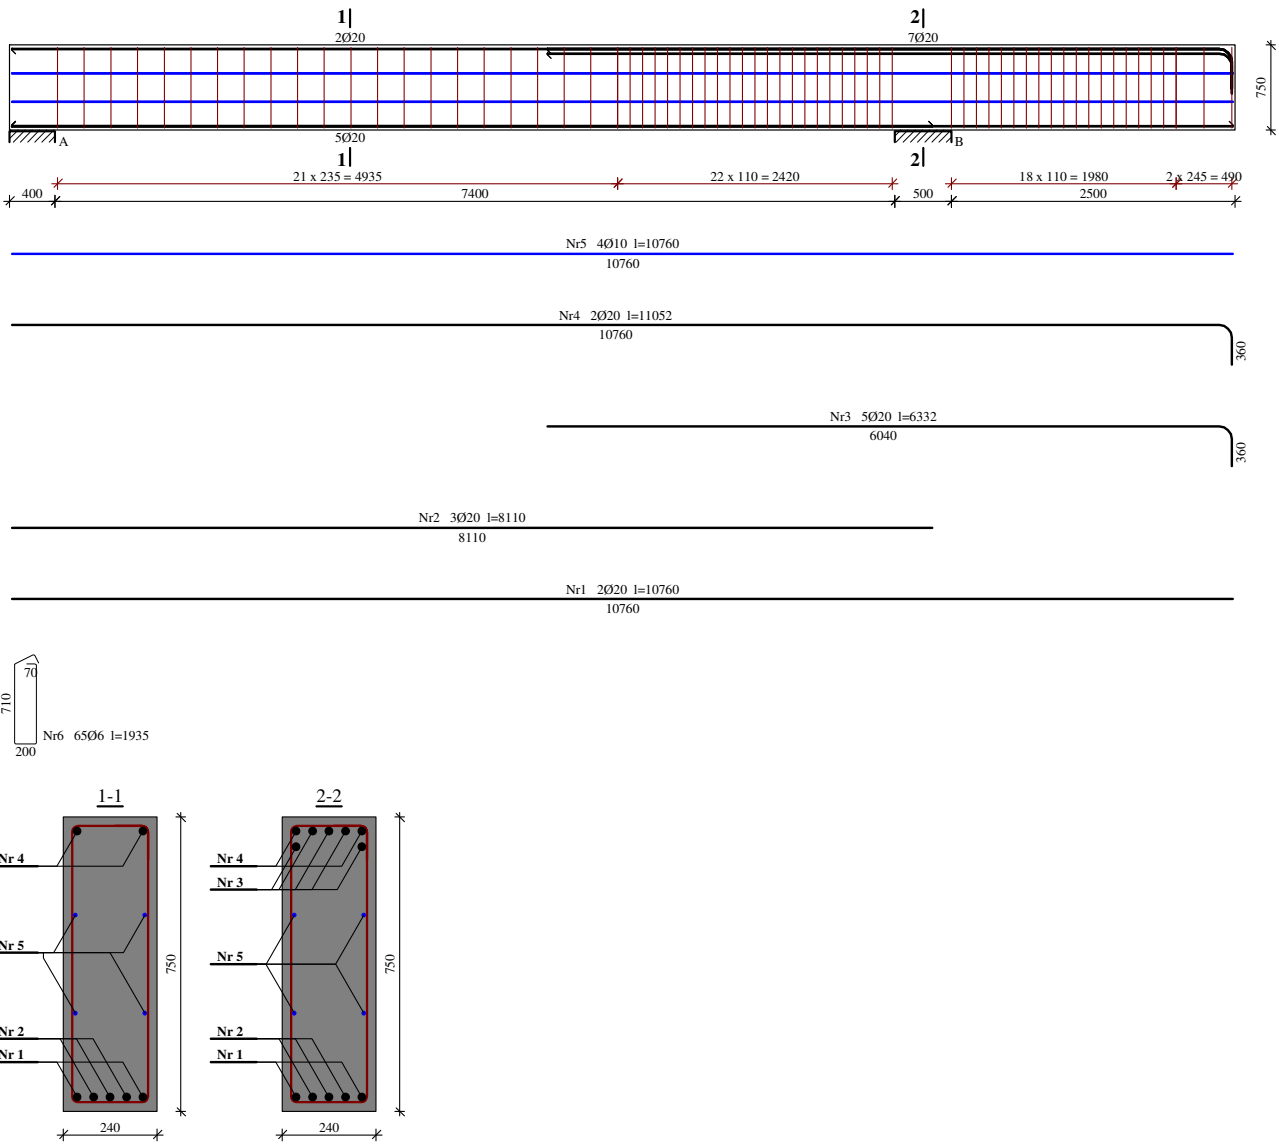 1 2
2Ø20 7Ø20
750
A B
5Ø20
1 2
21 x 235 = 4935 22 x 110 = 2420 18 x 110 = 1980 2 x 245 = 490
400 7400 500 2500
Nr5 4Ø10 l=10760
10760
Nr4 2Ø20 l=11052
10760
360
Nr3 5Ø20 l=6332
6040
360
Nr2 3Ø20 l=8110
8110
Nr1 2Ø20 l=10760
10760
70
710
Nr6 65Ø6 l=1935
200
1-1 2-2
Nr 4 Nr 4
Nr 3
Nr 5 Nr 5
750 750
Nr 2 Nr 2
Nr 1 Nr 1
240 240